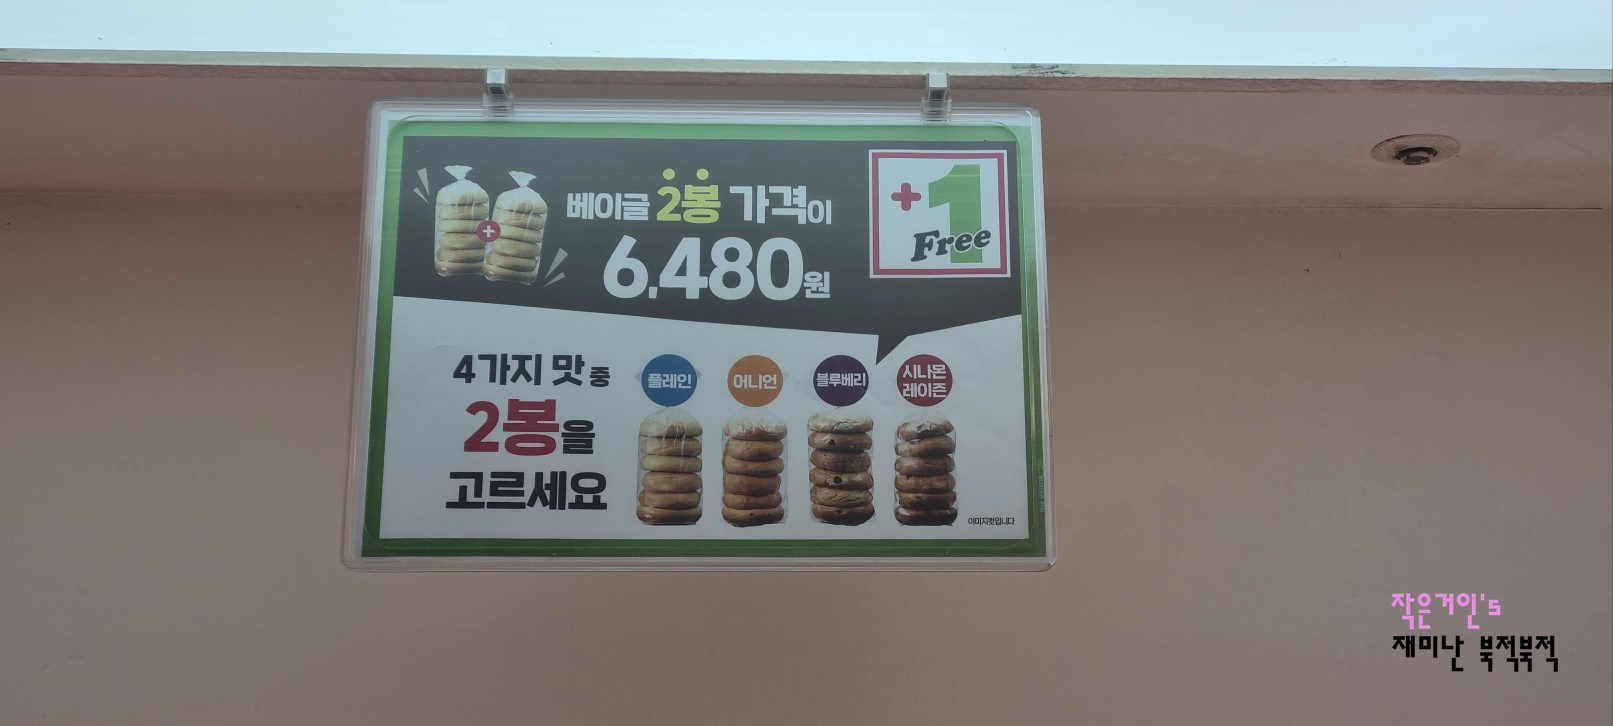 베이글 2봉 가격이
6,480원
+1
Free
4가지 맛 중
2봉을
고르세요
플레인
어니언
블루베리
시나몬
레이즌
이미지컷입니다
작은거인's
재미난 북적북적